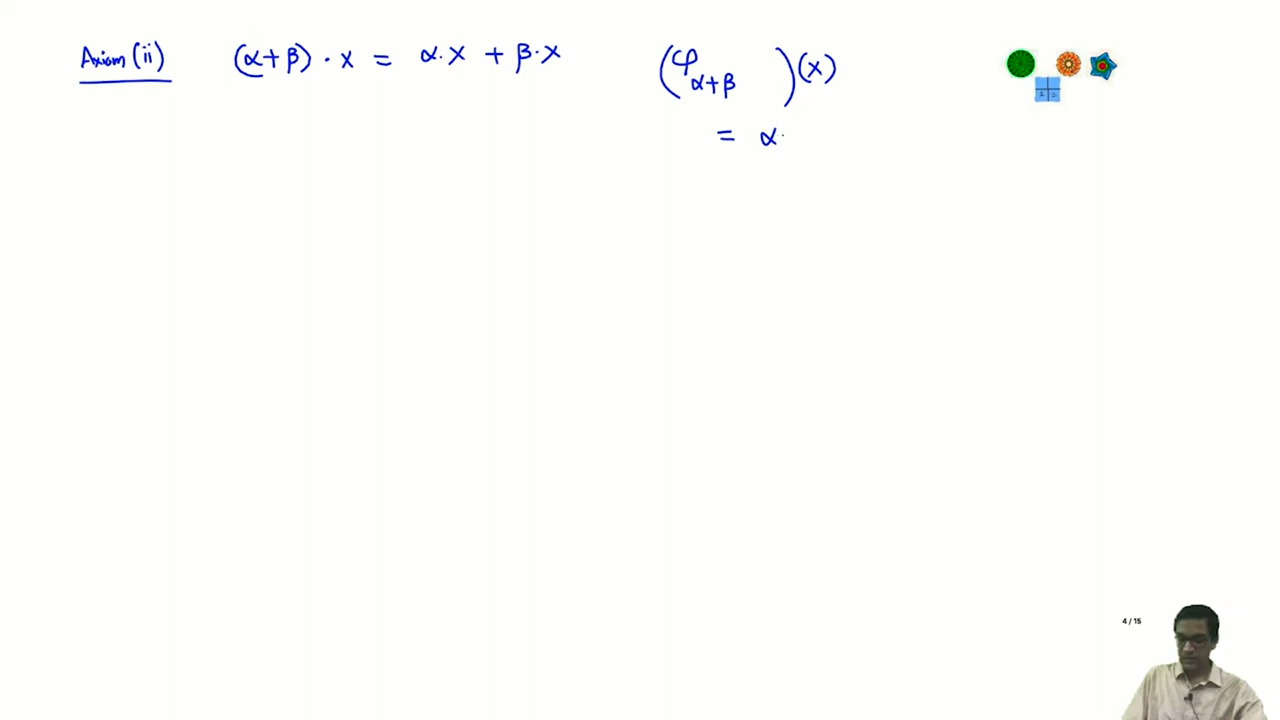 Axiom (ii) (α+β)·x = α·x + β·x (φ_{α+β} )(x)
= α·
4 / 15